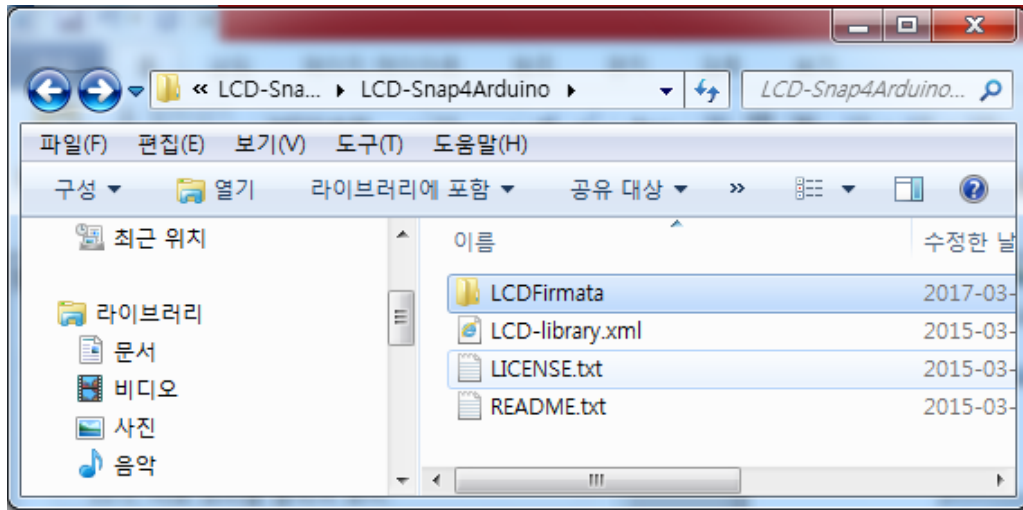 « LCD-Sna... ▸ LCD-Snap4Arduino ▸ LCD-Snap4Arduino...
파일(F) 편집(E) 보기(V) 도구(T) 도움말(H)
구성 ▼ 열기 라이브러리에 포함 ▼ 공유 대상 ▼ »
최근 위치
라이브러리
문서
비디오
사진
음악
이름 수정한 날
LCDFirmata 2017-03-
LCD-library.xml 2015-03-
LICENSE.txt 2015-03-
README.txt 2015-03-